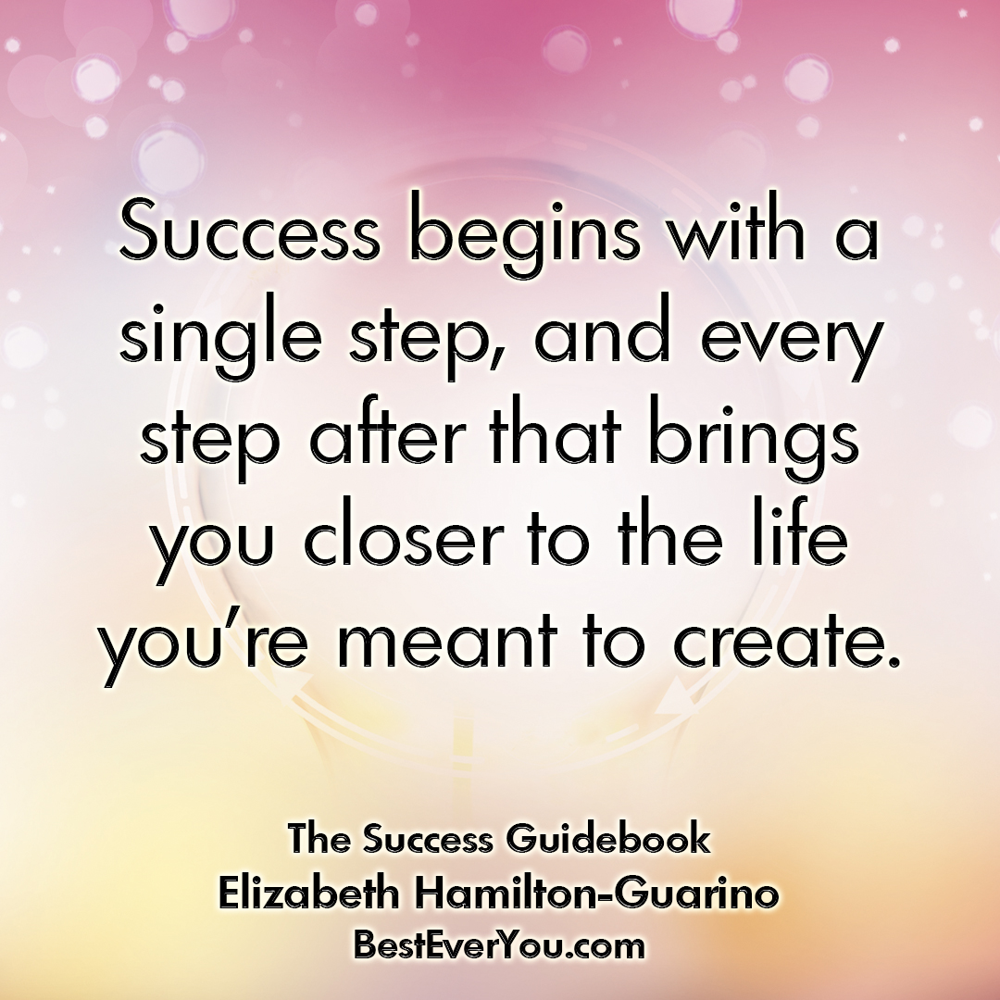 Success begins with a
single step, and every
step after that brings
you closer to the life
you’re meant to create.
The Success Guidebook
Elizabeth Hamilton-Guarino
BestEverYou.com